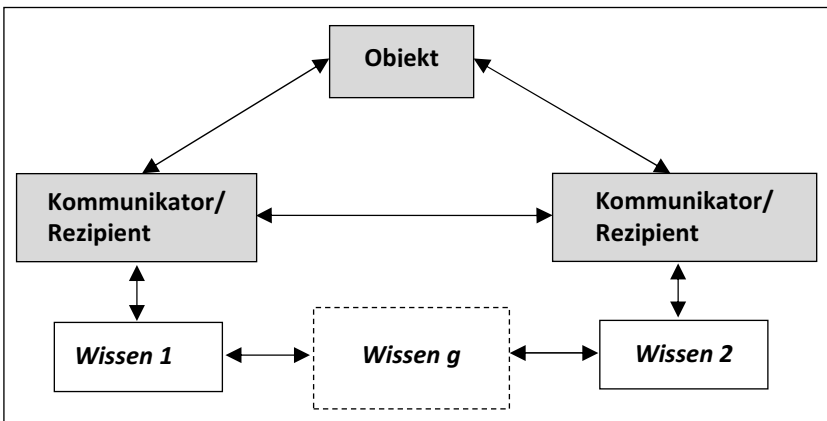 Objekt
Kommunikator/
Rezipient
Kommunikator/
Rezipient
Wissen 1
Wissen g
Wissen 2